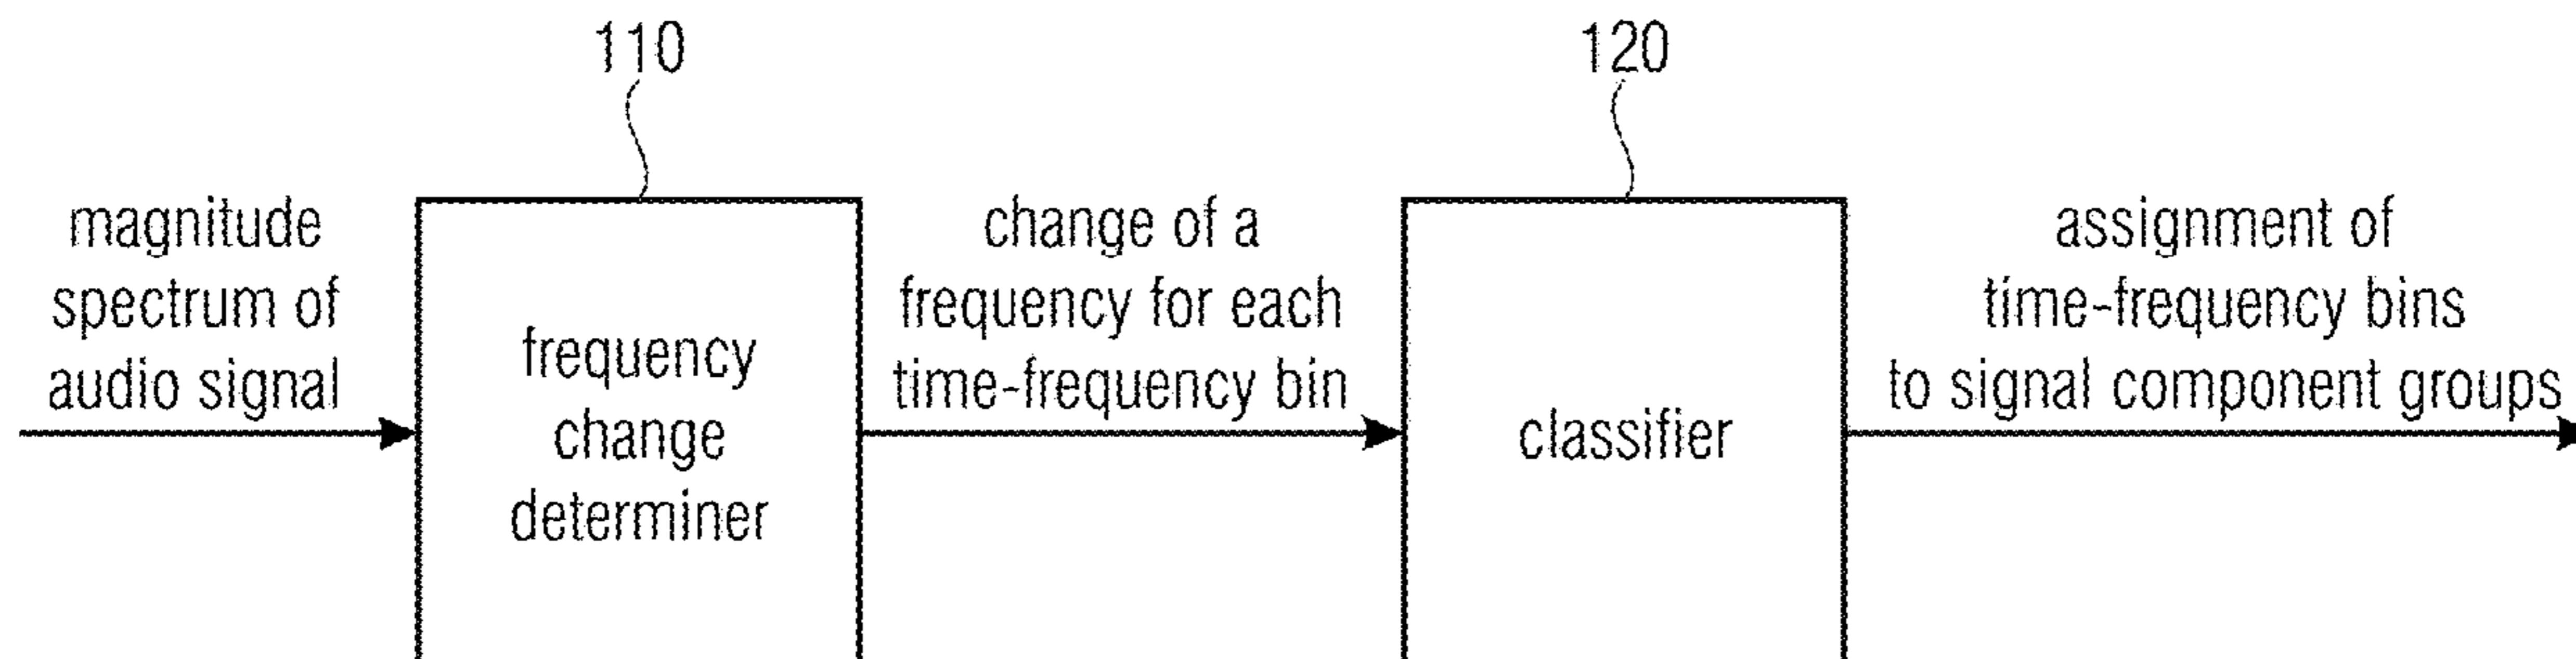 110
120
magnitude
spectrum of
audio signal
frequency
change
determiner
change of a
frequency for each
time-frequency bin
classifier
assignment of
time-frequency bins
to signal component groups